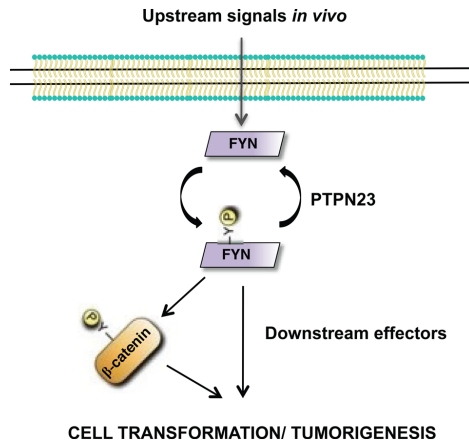 Upstream signals in vivo
FYN
PTPN23
P
Y
FYN
P
Y
β-catenin
Downstream effectors
CELL TRANSFORMATION/ TUMORIGENESIS